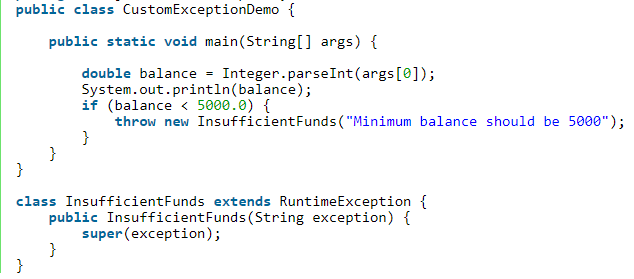 public class CustomExceptionDemo {
public static void main(String[] args) {
double balance = Integer.parseInt(args[0]);
System.out.println(balance);
if (balance < 5000.0) {
throw new InsufficientFunds("Minimum balance should be 5000");
}
}
}
class InsufficientFunds extends RuntimeException {
public InsufficientFunds(String exception) {
super(exception);
}
}